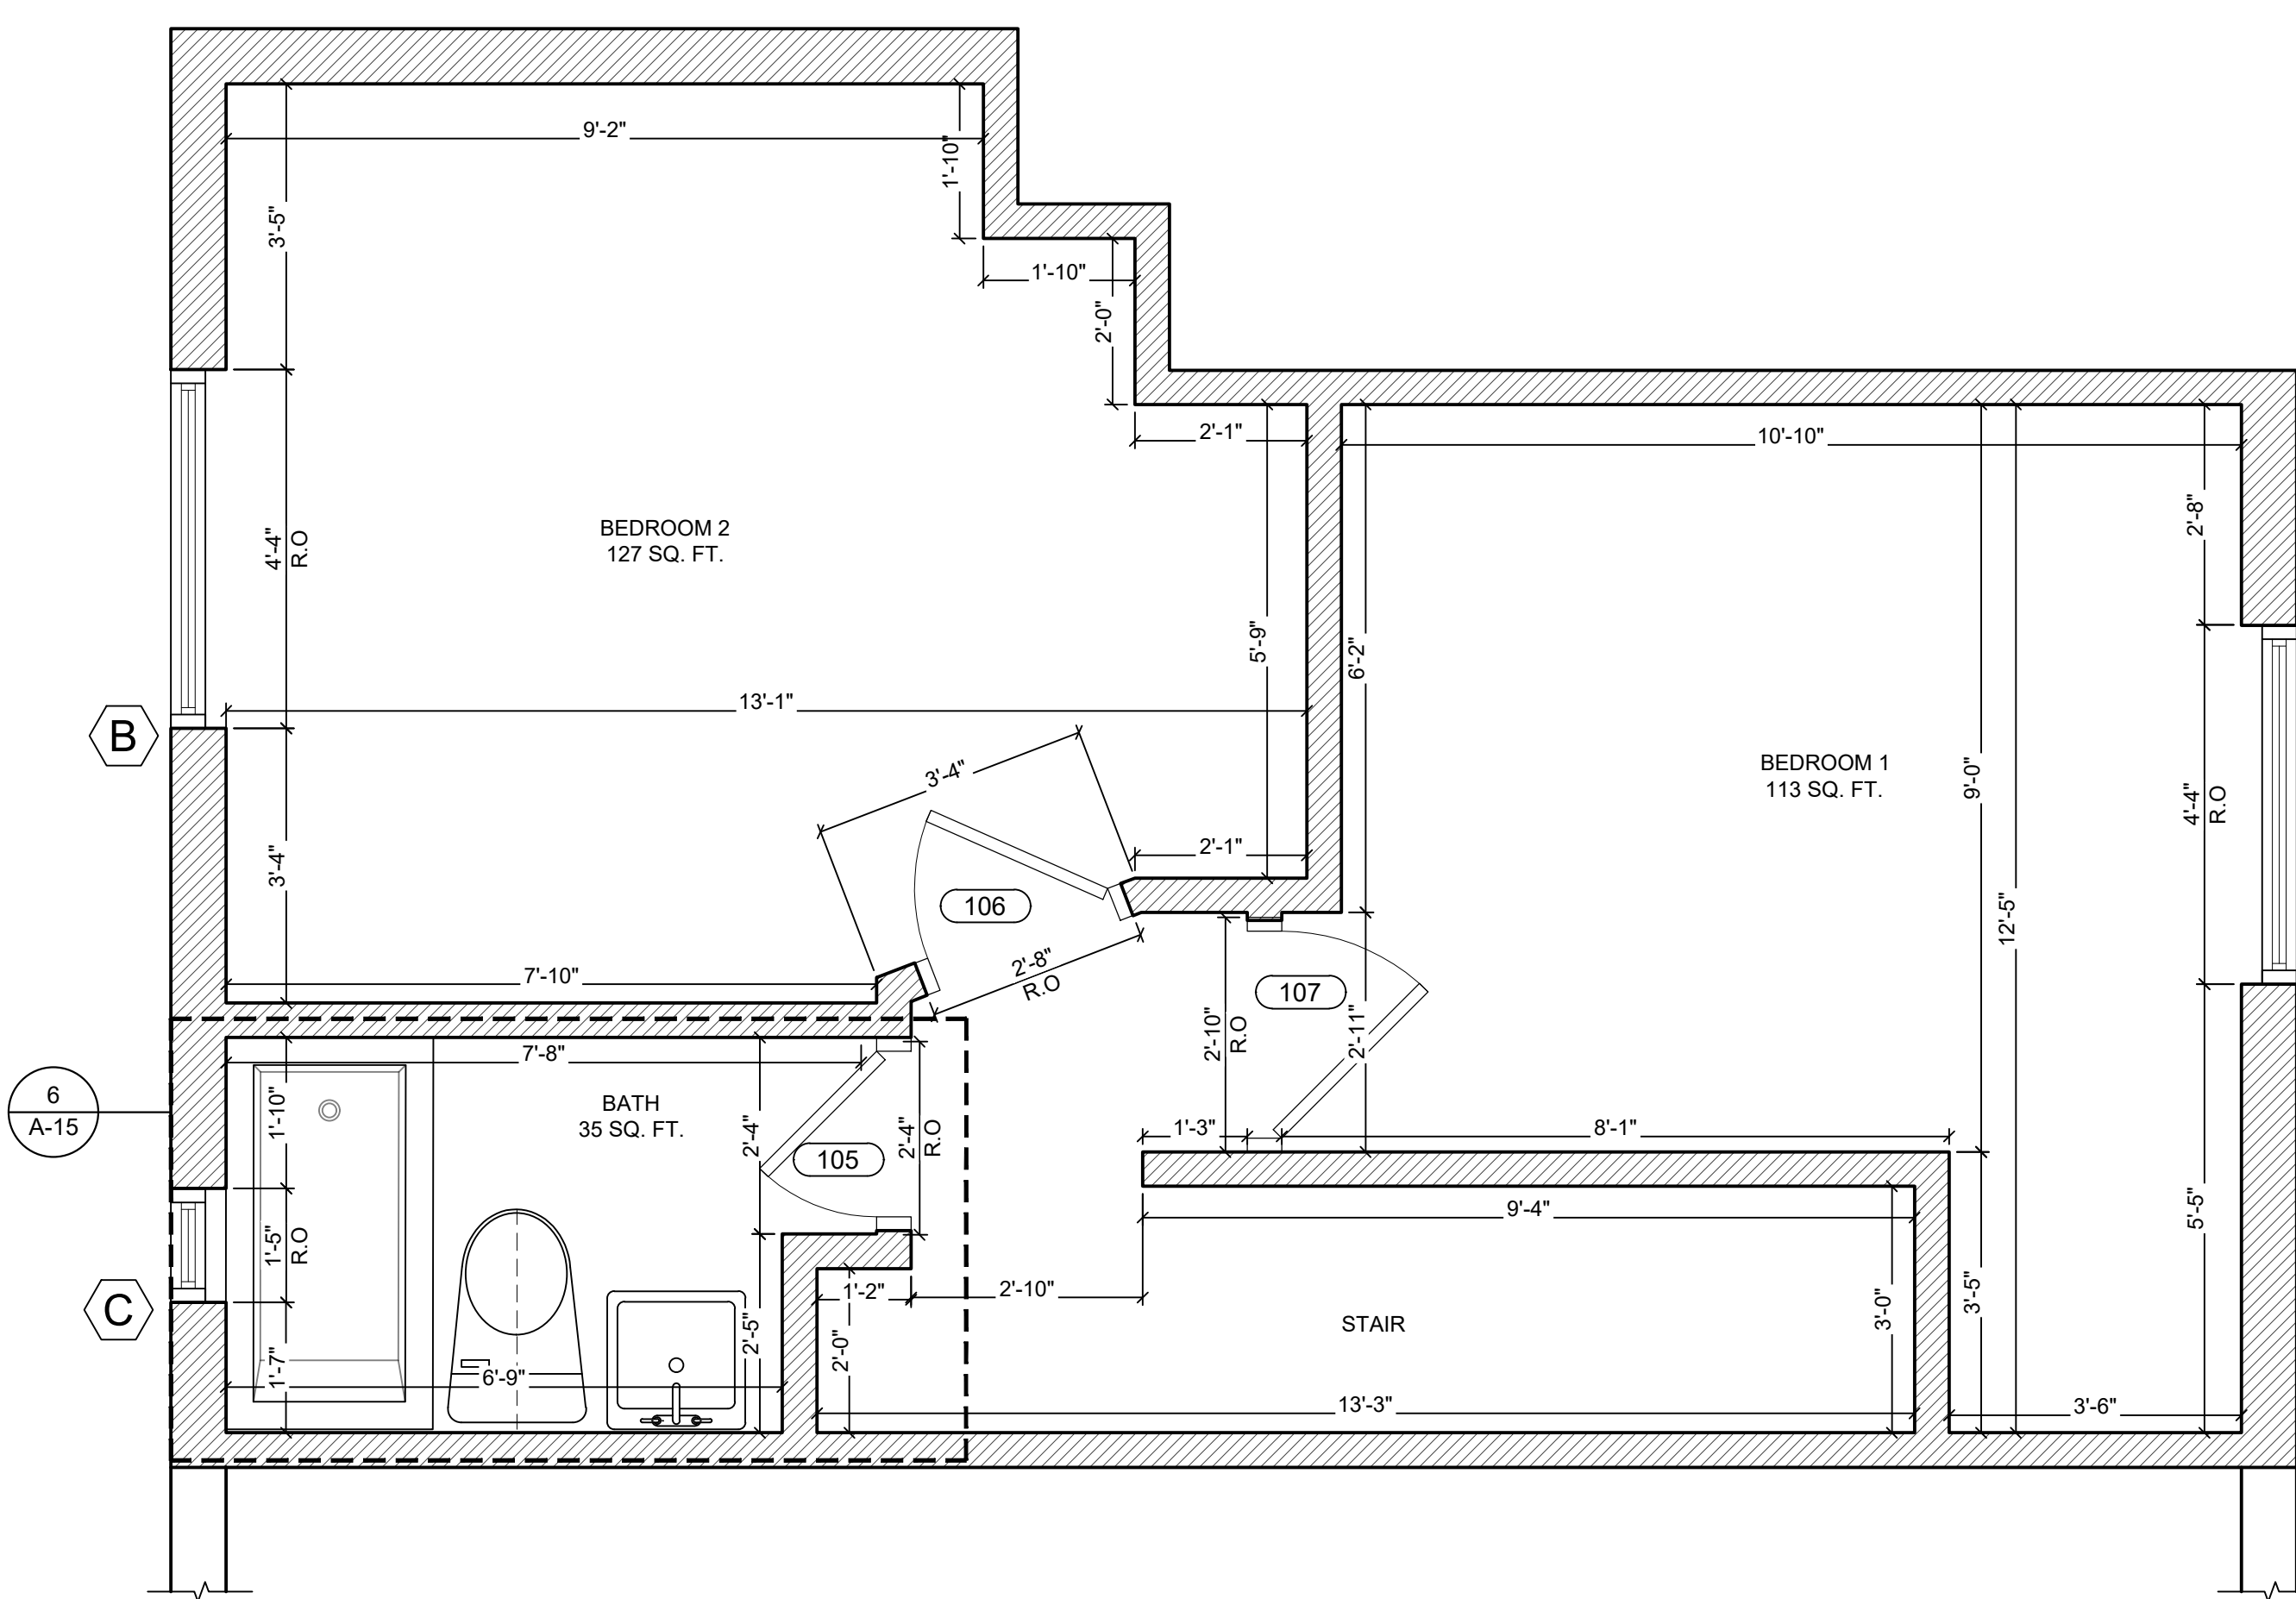 9'-2"
1'-10"
3'-5"
1'-10"
2'-0"
2'-1"
10'-10"
2'-8"
BEDROOM 2
127 SQ. FT.
4'-4"
R.O
5'-9"
6'-2"
13'-1"
B
BEDROOM 1
113 SQ. FT.
9'-0"
4'-4"
R.O
3'-4"
3'-4"
2'-1"
106
12'-5"
7'-10"
2'-8"
R.O
107
2'-10"
R.O
2'-11"
7'-8"
6
A-15
1'-10"
BATH
35 SQ. FT.
2'-4"
105
2'-4"
R.O
1'-3"
8'-1"
9'-4"
5'-5"
1'-5"
R.O
C
1'-2"
2'-10"
STAIR
3'-0"
3'-5"
1'-7"
6'-9"
2'-5"
2'-0"
13'-3"
3'-6"